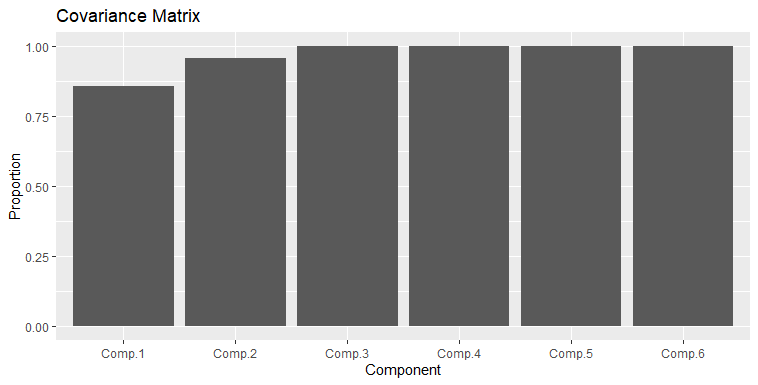 Covariance Matrix
Proportion
1.00
0.75
0.50
0.25
0.00
Comp.1 Comp.2 Comp.3 Comp.4 Comp.5 Comp.6
Component